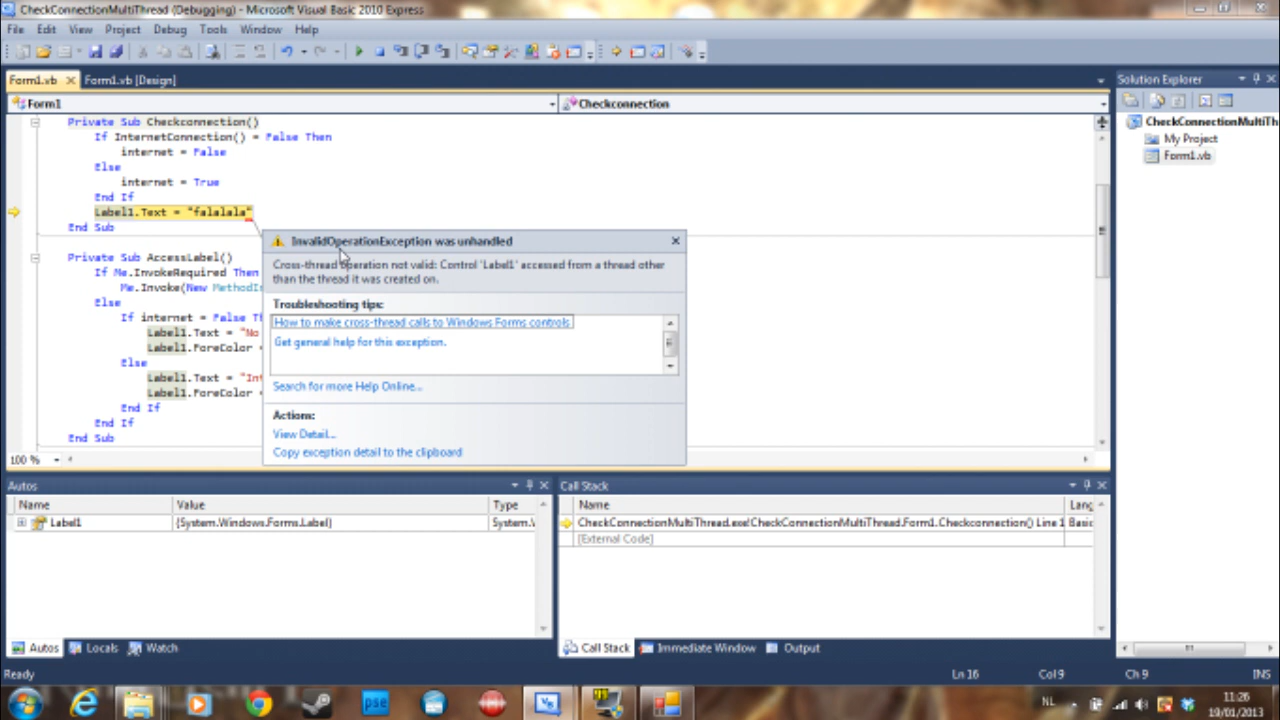 CheckConnectionMultiThread (Debugging) - Microsoft Visual Basic 2010 Express
File Edit View Project Debug Tools Window Help
Form1.vb Form1.vb [Design]
Form1 Checkconnection
Private Sub Checkconnection()
If InternetConnection() = False Then
internet = False
Else
internet = True
End If
Label1.Text = "falalala"
End Sub
Private Sub AccessLabel()
If Me.InvokeRequired Then
Me.Invoke(New MethodIn
Else
If internet = False Th
Label1.Text = "No
Label1.ForeColor =
Else
Label1.Text = "Int
Label1.ForeColor =
End If
End If
End Sub
100 %
InvalidOperationException was unhandled
Cross-thread operation not valid: Control 'Label1' accessed from a thread other
than the thread it was created on.
Troubleshooting tips:
How to make cross-thread calls to Windows Forms controls
Get general help for this exception.
Search for more Help Online...
Actions:
View Detail...
Copy exception detail to the clipboard
Solution Explorer
CheckConnectionMultiTh
My Project
Form1.vb
Autos
Name Value Type
Label1 {System.Windows.Forms.Label} System.W
Autos Locals Watch
Call Stack
Name Lang
CheckConnectionMultiThread.exe!CheckConnectionMultiThread.Form1.Checkconnection() Line 1 Basic
[External Code]
Call Stack Immediate Window Output
Ready Ln 16 Col 9 Ch 9 INS
pse
NL
11:26
19/01/2013